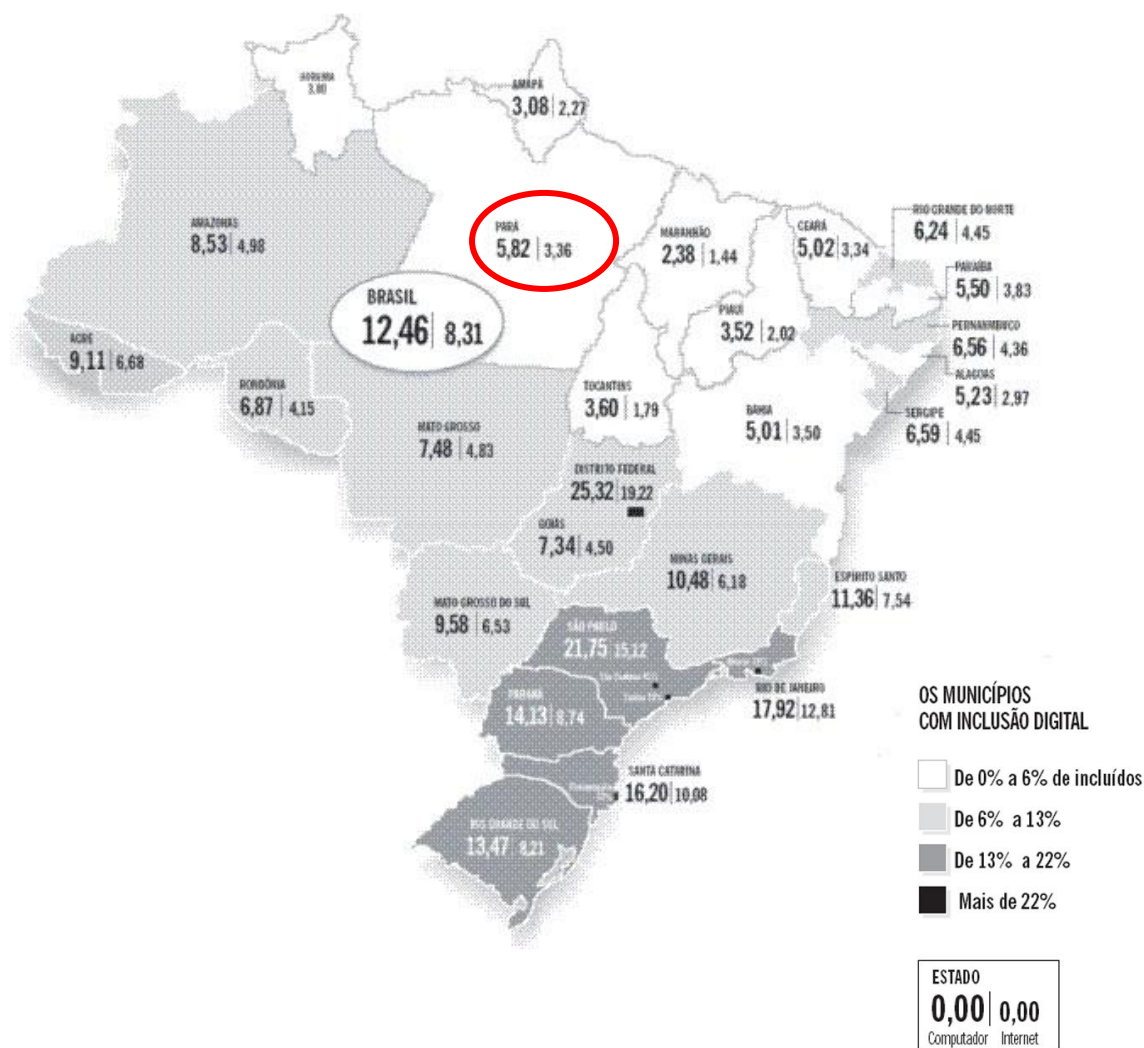 RORAIMA
3,80
AMAPÁ
3,08 2,27
AMAZONAS
8,53 4,98
PARÁ
5,82 3,36
MARANHÃO
2,38 1,44
CEARÁ
5,02 3,34
RIO GRANDE DO NORTE
6,24 4,45
PARAÍBA
5,50 3,83
PIAUÍ
3,52 2,02
PERNAMBUCO
6,56 4,36
BRASIL
12,46 8,31
ACRE
9,11 6,68
RONDÔNIA
6,87 4,15
TOCANTINS
3,60 1,79
ALAGOAS
5,23 2,97
BAHIA
5,01 3,50
SERGIPE
6,59 4,45
MATO GROSSO
7,48 4,83
DISTRITO FEDERAL
25,32 19,22
GOIÁS
7,34 4,50
MINAS GERAIS
10,48 6,18
ESPÍRITO SANTO
11,36 7,54
MATO GROSSO DO SUL
9,58 6,53
SÃO PAULO
21,75 15,12
RIO DE JANEIRO
17,92 12,81
PARANÁ
14,13 8,74
SANTA CATARINA
16,20 10,08
RIO GRANDE DO SUL
13,47 8,21
OS MUNICÍPIOS
COM INCLUSÃO DIGITAL
De 0% a 6% de incluídos
De 6% a 13%
De 13% a 22%
Mais de 22%
ESTADO
0,00 0,00
Computador Internet